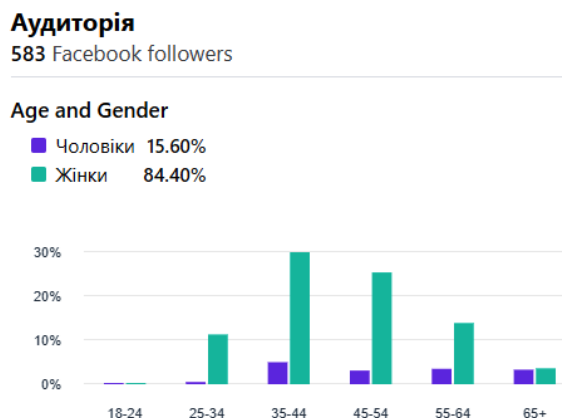 Аудиторія
583 Facebook followers
Age and Gender
Чоловіки 15.60%
Жінки 84.40%
30%
20%
10%
0%
18-24 25-34 35-44 45-54 55-64 65+